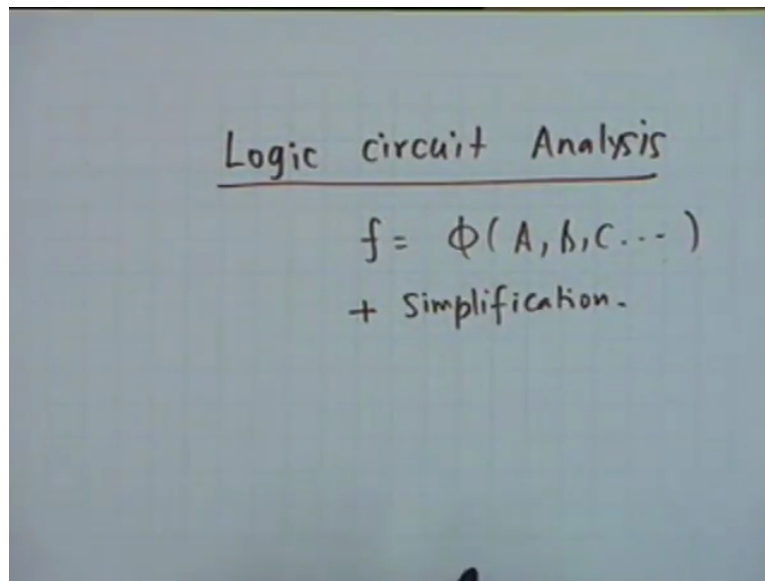 Logic circuit Analysis
f = Φ( A, B, C ... )
+ Simplification.